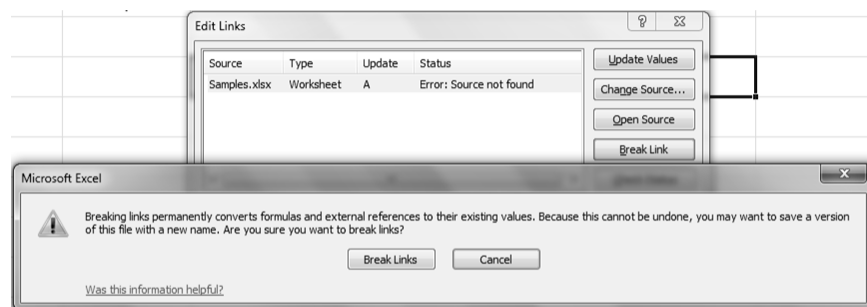 Edit Links
Source Type Update Status
Update Values
Samples.xlsx Worksheet A Error: Source not found
Change Source...
Open Source
Break Link
Microsoft Excel
Breaking links permanently converts formulas and external references to their existing values. Because this cannot be undone, you may want to save a version
of this file with a new name. Are you sure you want to break links?
Break Links Cancel
Was this information helpful?